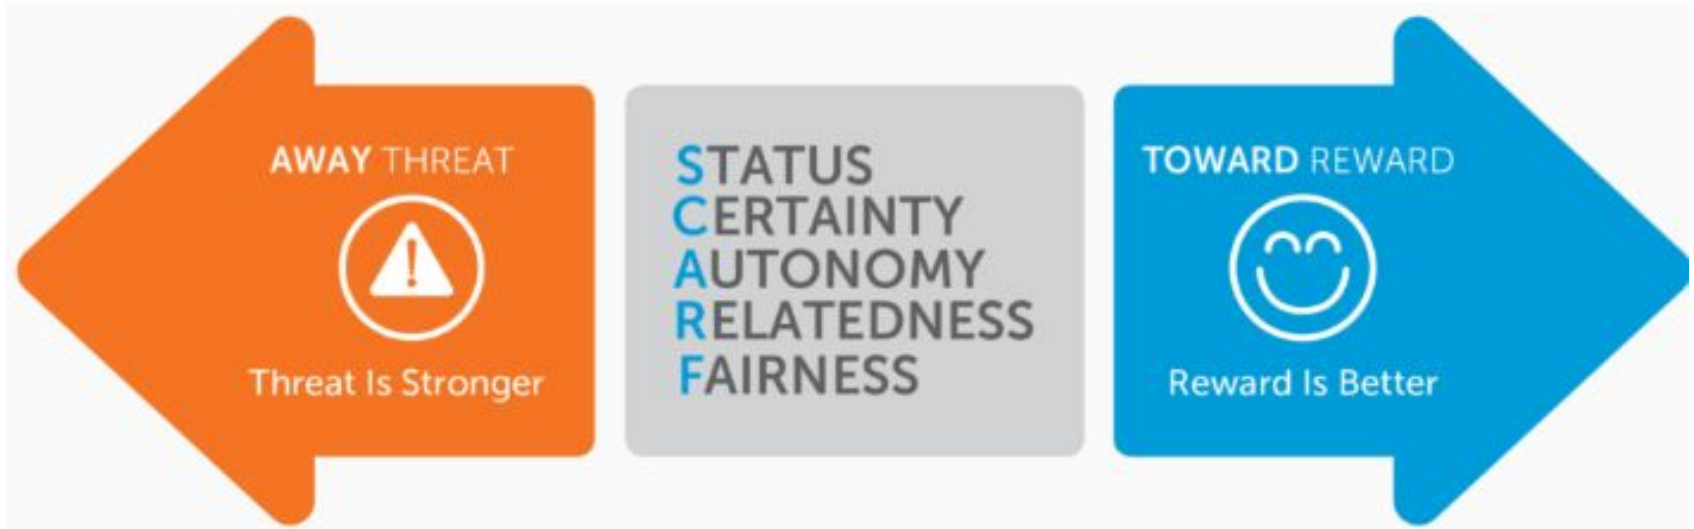 AWAY THREAT
Threat Is Stronger
STATUS
CERTAINTY
AUTONOMY
RELATEDNESS
FAIRNESS
TOWARD REWARD
Reward Is Better